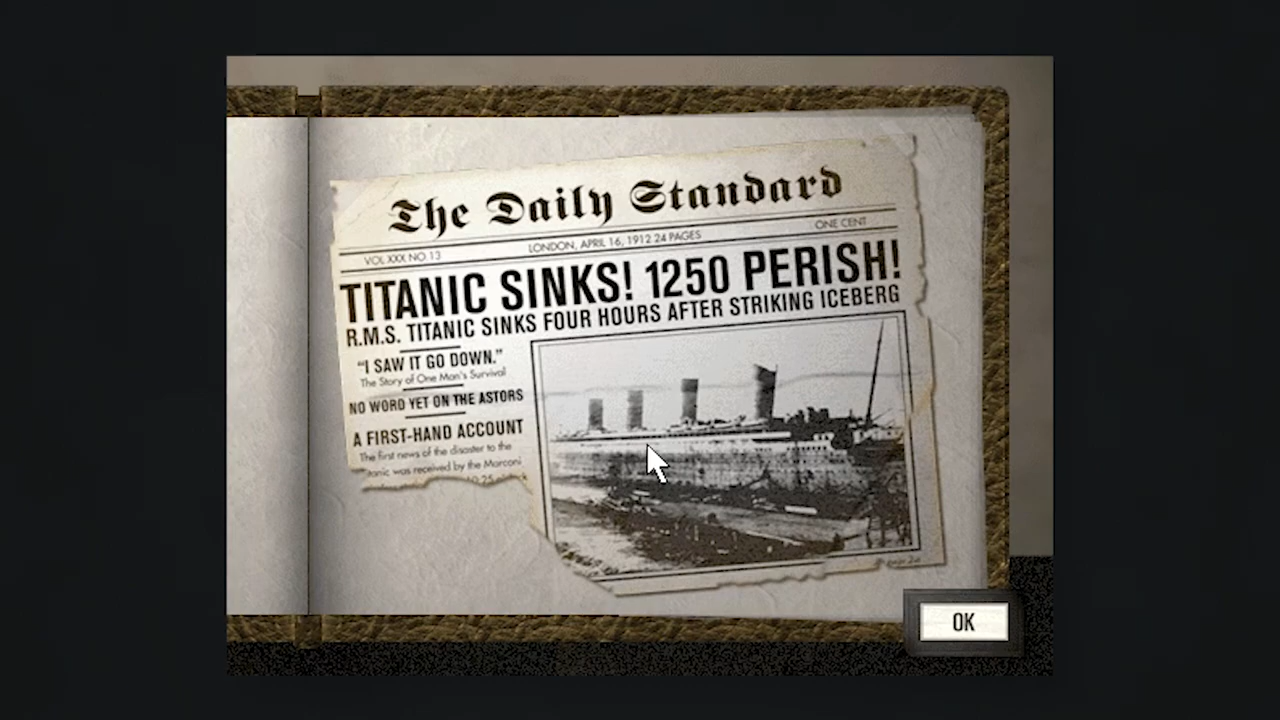 The Daily Standard
VOL XXX NO 13
LONDON, APRIL 16, 1912 24 PAGES
ONE CENT
TITANIC SINKS! 1250 PERISH!
R.M.S. TITANIC SINKS FOUR HOURS AFTER STRIKING ICEBERG
"I SAW IT GO DOWN."
The Story of One Man's Survival
NO WORD YET ON THE ASTORS
A FIRST-HAND ACCOUNT
The first news of the disaster to the
was received by the Marconi
OK